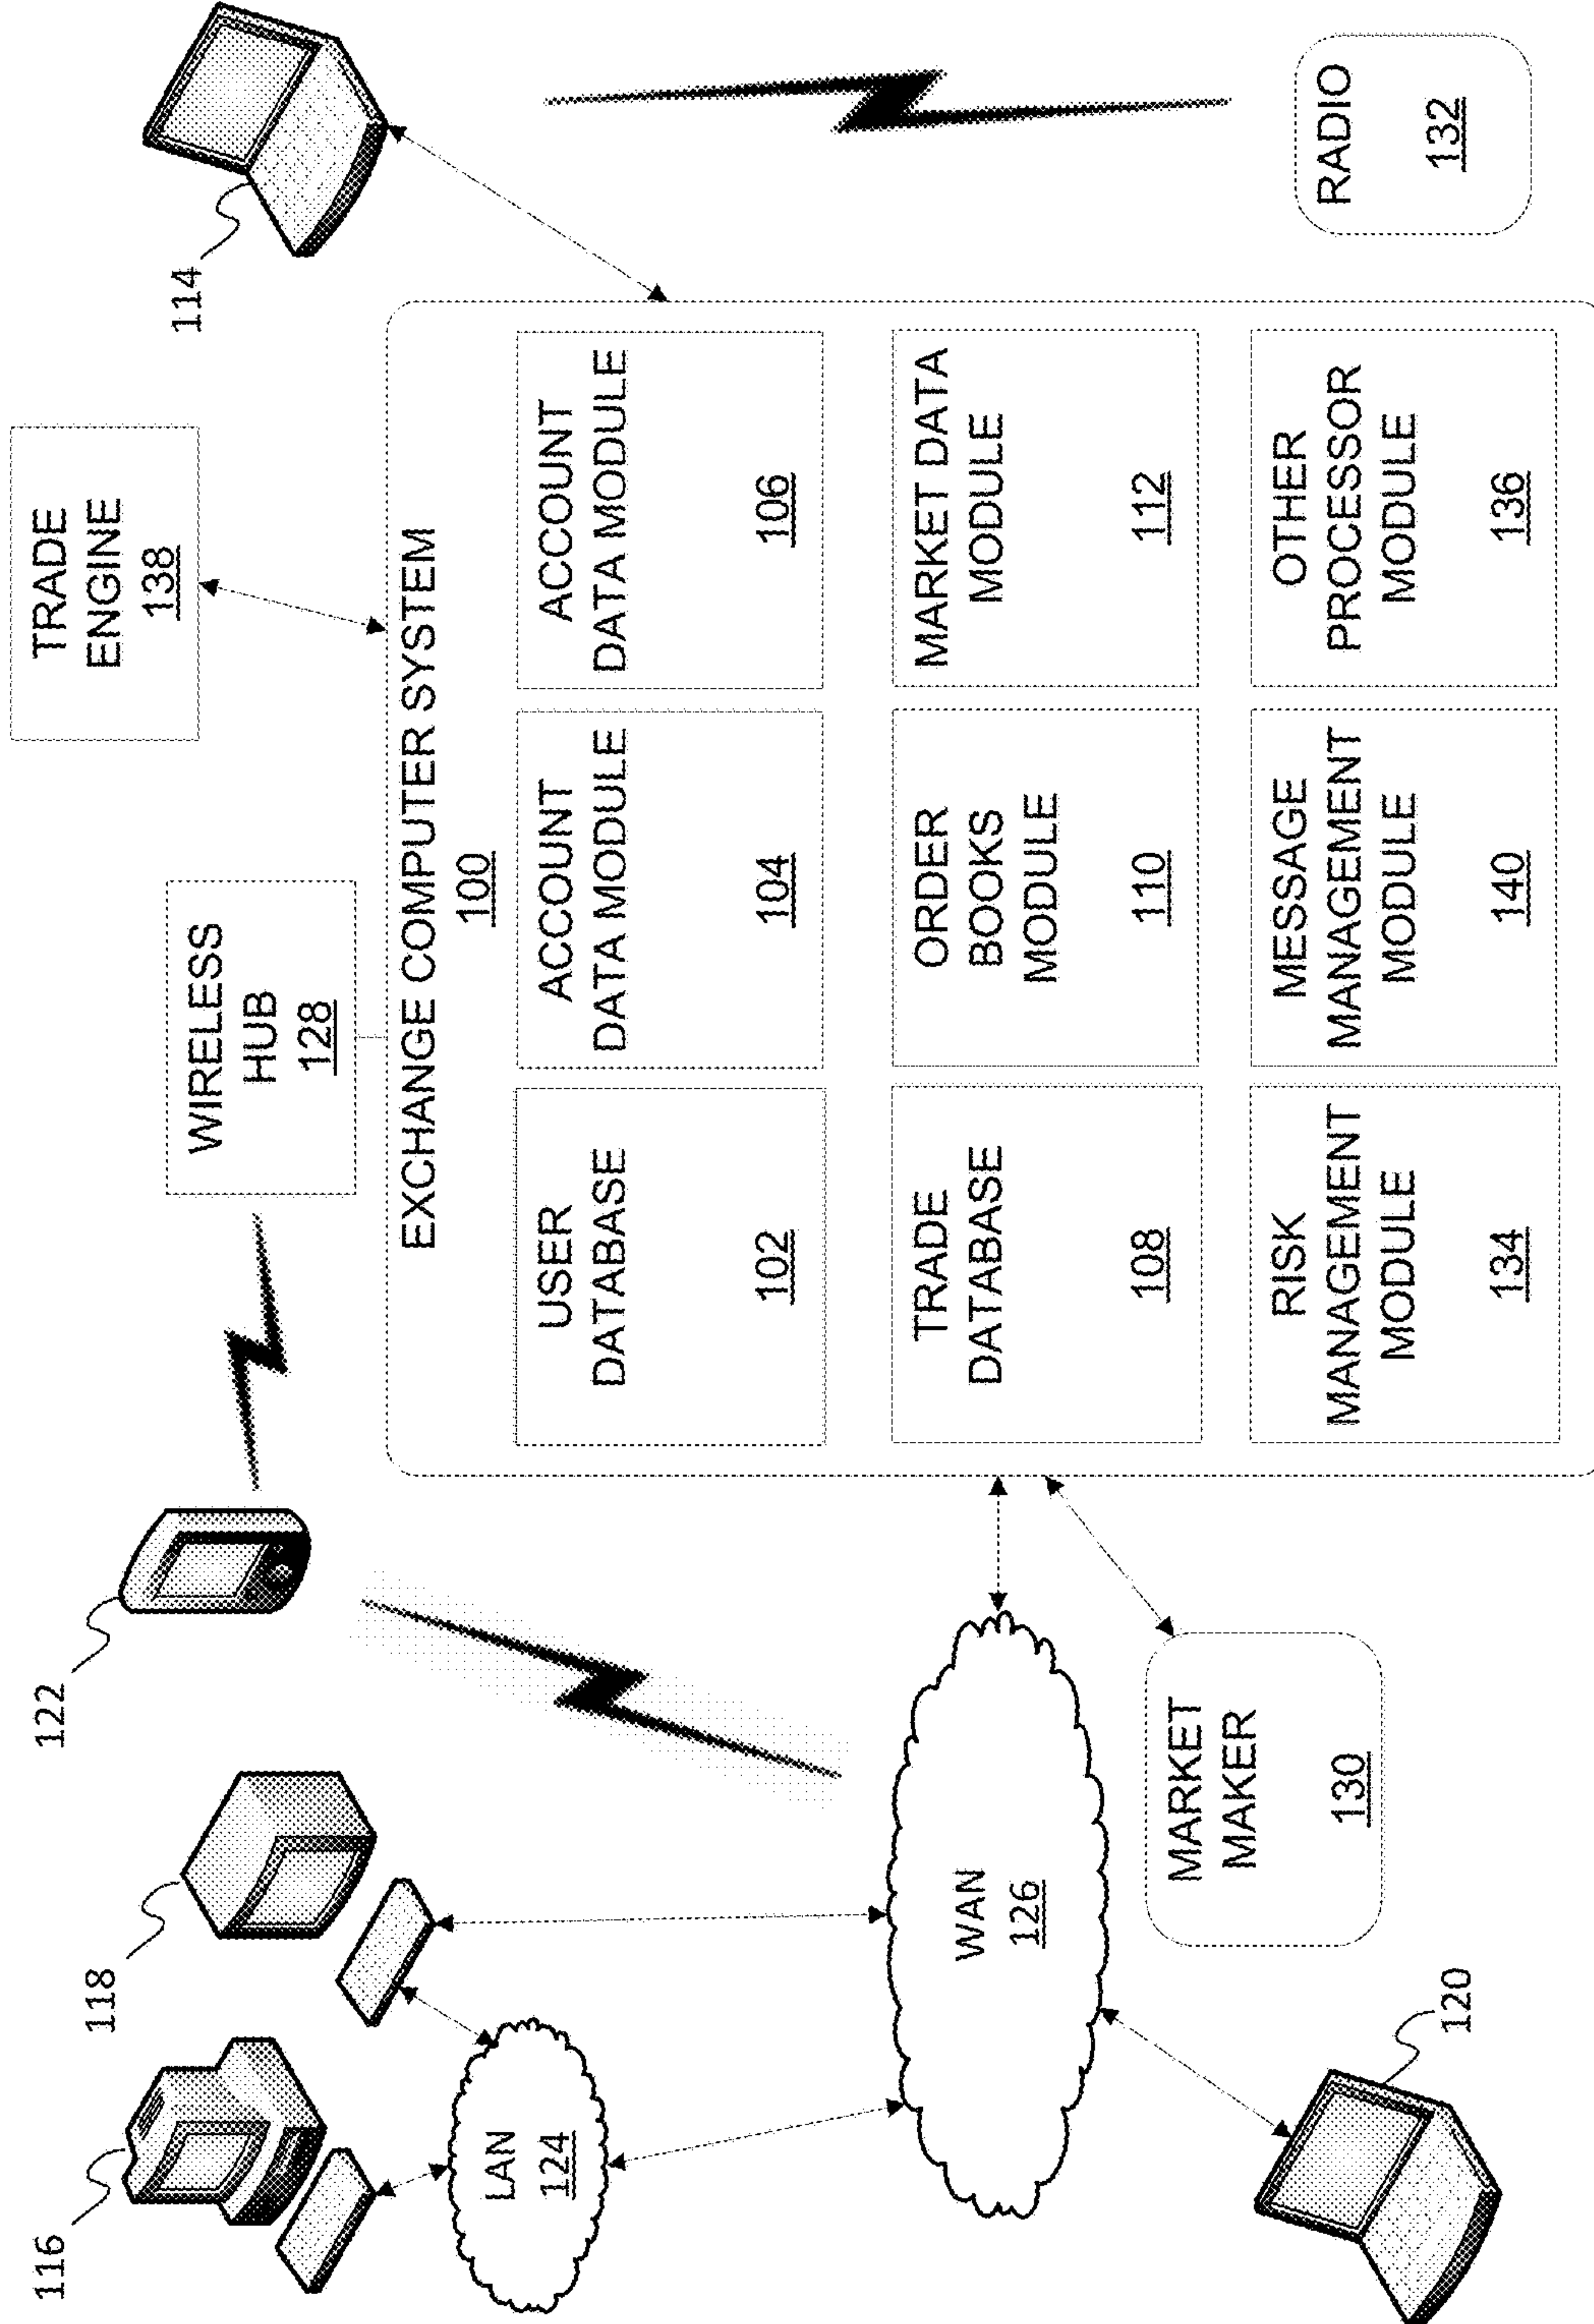 TRADE
ENGINE
138
WIRELESS
HUB
128
114
122
118
116
EXCHANGE COMPUTER SYSTEM
100
USER
DATABASE
102
ACCOUNT
DATA MODULE
104
ACCOUNT
DATA MODULE
106
TRADE
DATABASE
108
ORDER
BOOKS
MODULE
110
MARKET DATA
MODULE
112
RISK
MANAGEMENT
MODULE
134
MESSAGE
MANAGEMENT
MODULE
140
OTHER
PROCESSOR
MODULE
136
LAN
124
WAN
126
MARKET
MAKER
130
120
RADIO
132